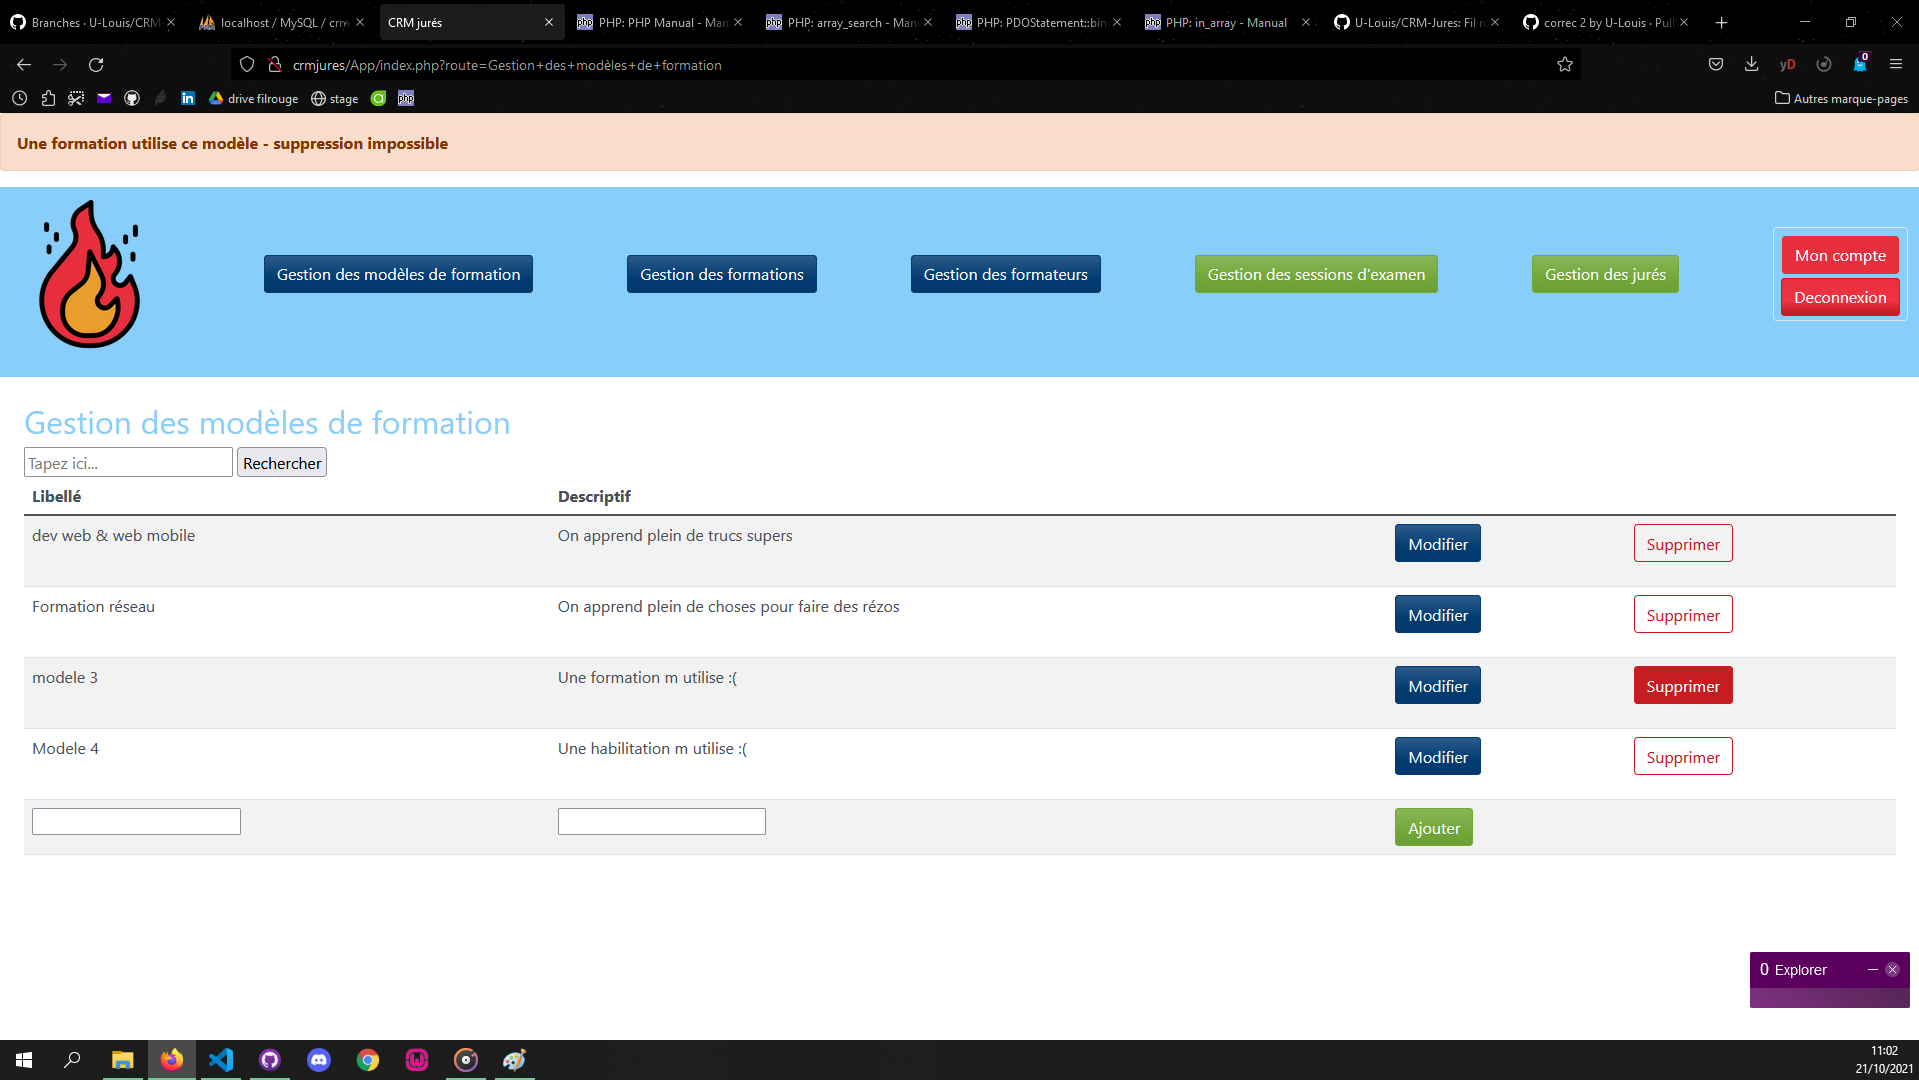 Branches · U-Louis/CRM
localhost / MySQL / crm
CRM jurés
PHP: PHP Manual - Man
PHP: array_search - Manu
PHP: PDOStatement::bin
PHP: in_array - Manual
U-Louis/CRM-Jures: Fil ro
correc 2 by U-Louis · Pull
crmjures/App/index.php?route=Gestion+des+modèles+de+formation
yD
0
drive filrouge
stage
php
Autres marque-pages
Une formation utilise ce modèle - suppression impossible
Gestion des modèles de formation
Gestion des formations
Gestion des formateurs
Gestion des sessions d'examen
Gestion des jurés
Mon compte
Deconnexion
Gestion des modèles de formation
Tapez ici...
Rechercher
Libellé Descriptif
dev web & web mobile On apprend plein de trucs supers Modifier Supprimer
Formation réseau On apprend plein de choses pour faire des rézos Modifier Supprimer
modele 3 Une formation m utilise :( Modifier Supprimer
Modele 4 Une habilitation m utilise :( Modifier Supprimer
Ajouter
0 Explorer
11:02
21/10/2021